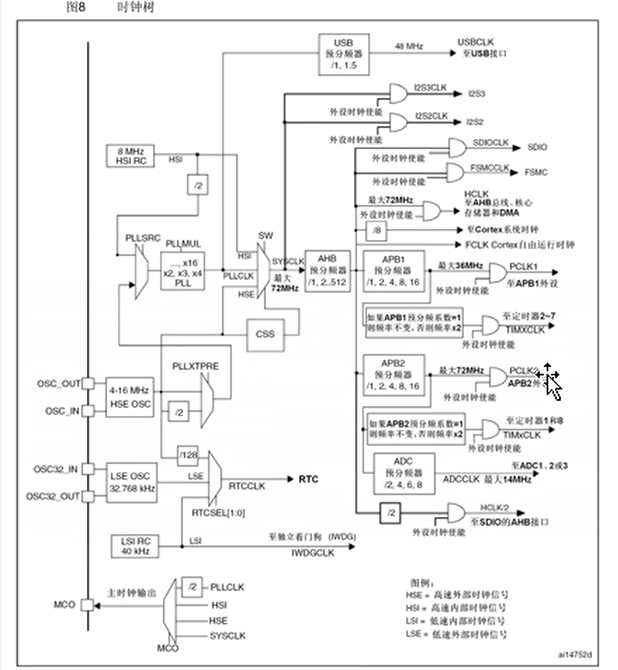 图8 时钟树
USB
预分频器
/1, 1.5
48 MHz
USBCLK
至USB接口
I2S3CLK
I2S3
外设时钟使能
I2S2CLK
I2S2
外设时钟使能
8 MHz
HSI RC
HSI
/2
SDIOCLK
SDIO
外设时钟使能
FSMCCLK
FSMC
外设时钟使能
HCLK
至AHB总线、核心
存储器和DMA
最大72MHz
外设时钟使能
/8
至Cortex系统时钟
FCLK Cortex自由运行时钟
PLLSRC
PLLMUL
..., x16
x2, x3, x4
PLL
SW
HSI
PLLCLK
HSE
SYSCLK
最大
72MHz
AHB
预分频器
/1, 2..512
APB1
预分频器
/1, 2, 4, 8, 16
最大36MHz
PCLK1
至APB1外设
外设时钟使能
如果APB1预分频系数=1
则频率不变，否则频率x2
至定时器2~7
TIMXCLK
外设时钟使能
CSS
PLLXTPRE
OSC_OUT
OSC_IN
4-16 MHz
HSE OSC
/2
APB2
预分频器
/1, 2, 4, 8, 16
最大72MHz
PCLK2
APB2外
外设时钟使能
如果APB2预分频系数=1
则频率不变，否则频率x2
至定时器1和8
TIMxCLK
外设时钟使能
/128
OSC32_IN
OSC32_OUT
LSE OSC
32.768 kHz
LSE
RTCCLK
RTC
RTCSEL[1:0]
ADC
预分频器
/2, 4, 6, 8
至ADC1、2或3
ADCCLK 最大14MHz
/2
HCLK/2
至SDIO的AHB接口
外设时钟使能
LSI RC
40 kHz
LSI
至独立看门狗 (IWDG)
IWDGCLK
MCO
主时钟输出
/2
PLLCLK
HSI
HSE
SYSCLK
MCO
图例：
HSE = 高速外部时钟信号
HSI = 高速内部时钟信号
LSI = 低速内部时钟信号
LSE = 低速外部时钟信号
ai14752d